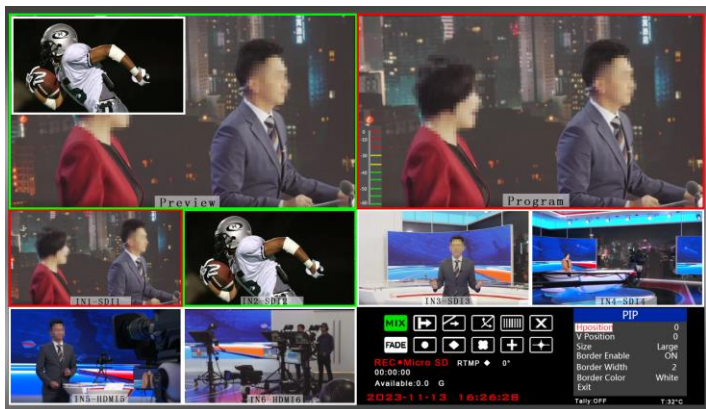 Preview
Program
IN1-SDI1
IN2-SDI2
IN3-SDI3
IN4-SDI4
IN5-HDMI5
IN6-HDMI6
MIX
FADE
REC Micro SD RTMP 0°
00:00:00
Available:0.0 G
2023-11-13 16:26:28
PIP
Hposition 0
V Position 0
Size Large
Border Enable ON
Border Width 2
Border Color White
Exit
Tally:OFF T:32°C